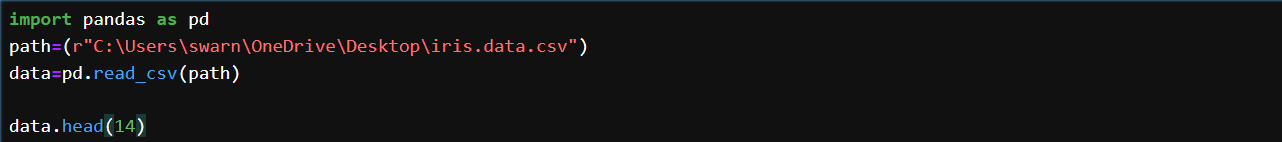 import pandas as pd
path=(r"C:\Users\swarn\OneDrive\Desktop\iris.data.csv")
data=pd.read_csv(path)
data.head(14)